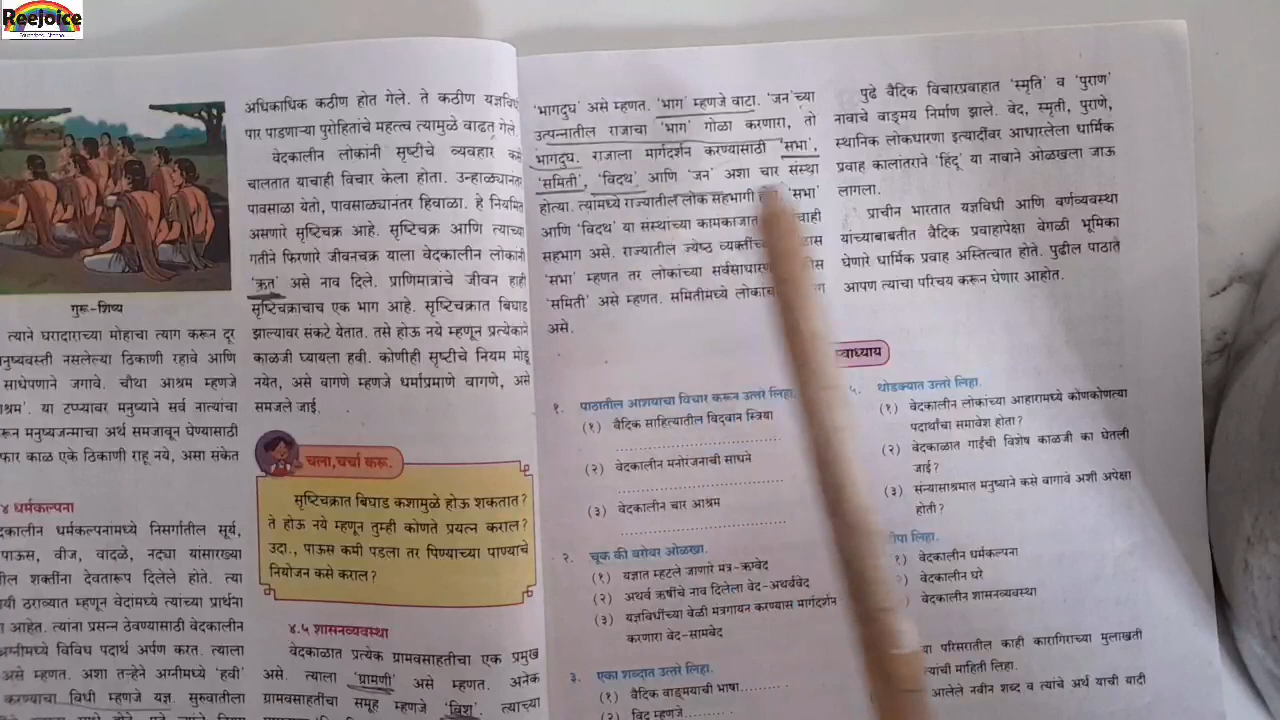 Reejoice
अधिकाधिक कठीण होत गेले. ते कठीण यज्ञविधी
पार पाडणाऱ्या पुरोहितांचे महत्त्व त्यामुळे वाढत गेले.
वेदकालीन लोकांनी सृष्टीचे व्यवहार कसे
चालतात याचाही विचार केला होता. उन्हाळ्यानंतर
पावसाळा येतो, पावसाळ्यानंतर हिवाळा. हे नियमित
असणारे सृष्टिचक्र आहे. सृष्टिचक्र आणि त्याच्या
गतीने फिरणारे जीवनचक्र याला वेदकालीन लोकांनी
'ऋत' असे नाव दिले. प्राणिमात्रांचे जीवन हाही
सृष्टिचक्राचाच एक भाग आहे. सृष्टिचक्रात बिघाड
झाल्यावर संकटे येतात. तसे होऊ नये म्हणून प्रत्येकाने
काळजी घ्यायला हवी. कोणीही सृष्टीचे नियम मोडू
नयेत, असे वागणे म्हणजे धर्माप्रमाणे वागणे, असे
समजले जाई.
गुरू-शिष्य
त्याने घरादाराच्या मोहाचा त्याग करून दूर
मनुष्यवस्ती नसलेल्या ठिकाणी रहावे आणि
साधेपणाने जगावे. चौथा आश्रम म्हणजे
श्रम'. या टप्प्यावर मनुष्याने सर्व नात्यांचा
रून मनुष्यजन्माचा अर्थ समजावून घेण्यासाठी
फार काळ एके ठिकाणी राहू नये, असा संकेत
४ धर्मकल्पना
दकालीन धर्मकल्पनांमध्ये निसर्गातील सूर्य,
पाऊस, वीज, वादळे, नद्या यांसारख्या
तील शक्तींना देवतारूप दिलेले होते. त्या
यी ठराव्यात म्हणून वेदांमध्ये त्यांच्या प्रार्थना
आहेत. त्यांना प्रसन्न ठेवण्यासाठी वेदकालीन
अग्नीमध्ये विविध पदार्थ अर्पण करत. त्याला
असे म्हणत. अशा तऱ्हेने अग्नीमध्ये 'हवी'
करण्याचा विधी म्हणजे यज्ञ. सुरुवातीला
चला, चर्चा करू.
सृष्टिचक्रात बिघाड कशामुळे होऊ शकतात?
ते होऊ नये म्हणून तुम्ही कोणते प्रयत्न कराल?
उदा., पाऊस कमी पडला तर पिण्याच्या पाण्याचे
नियोजन कसे कराल?
४.५ शासनव्यवस्था
वेदकाळात प्रत्येक ग्रामवसाहतीचा एक प्रमुख
असे. त्याला 'ग्रामणी' असे म्हणत. अनेक
ग्रामवसाहतींचा समूह म्हणजे 'विश'. त्याच्या
'भागदुघ' असे म्हणत. 'भाग' म्हणजे वाटा. 'जन'च्या
उत्पन्नातील राजाचा 'भाग' गोळा करणारा, तो
भागदुघ. राजाला मार्गदर्शन करण्यासाठी 'सभा',
'समिती', 'विदथ' आणि 'जन' अशा चार संस्था
होत्या. त्यांमध्ये राज्यातील लोक सहभागी 'सभा'
आणि 'विदथ' या संस्थांच्या कामकाजात
सहभाग असे. राज्यातील ज्येष्ठ व्यक्तींच्या
'सभा' म्हणत तर लोकांच्या सर्वसाधारण
'समिती' असे म्हणत. समितीमध्ये लोकांचा
असे.
पुढे वैदिक विचारप्रवाहात 'स्मृति' व 'पुराण'
नावाचे वाङ्मय निर्माण झाले. वेद, स्मृती, पुराणे,
स्थानिक लोकधारणा इत्यादींवर आधारलेला धार्मिक
प्रवाह कालांतराने 'हिंदू' या नावाने ओळखला जाऊ
लागला.
प्राचीन भारतात यज्ञविधी आणि वर्णव्यवस्था
यांच्याबाबतीत वैदिक प्रवाहापेक्षा वेगळी भूमिका
घेणारे धार्मिक प्रवाह अस्तित्वात होते. पुढील पाठात
आपण त्याचा परिचय करून घेणार आहोत.
स्वाध्याय
१. पाठातील आशयाचा विचार करून उत्तरे लिहा.
(१) वैदिक साहित्यातील विद्वान स्त्रिया
(२) वेदकालीन मनोरंजनाची साधने
(३) वेदकालीन चार आश्रम
२. चूक की बरोबर ओळखा.
(१) यज्ञात म्हटले जाणारे मंत्र-ऋग्वेद
(२) अथर्व ऋषींचे नाव दिलेला वेद-अथर्ववेद
(३) यज्ञविधींच्या वेळी मंत्रगायन करण्यास मार्गदर्शन
करणारा वेद-सामवेद
३. एका शब्दात उत्तरे लिहा.
(१) वैदिक वाङ्मयाची भाषा..........
(२) विद् म्हणजे..........
५. थोडक्यात उत्तरे लिहा.
(१) वेदकालीन लोकांच्या आहारामध्ये कोणकोणत्या
पदार्थांचा समावेश होता?
(२) वेदकाळात गाईंची विशेष काळजी का घेतली
जाई?
(३) संन्यासाश्रमात मनुष्याने कसे वागावे अशी अपेक्षा
होती?
टीपा लिहा.
१) वेदकालीन धर्मकल्पना
वेदकालीन घरे
वेदकालीन शासनव्यवस्था
या परिसरातील काही कारागिरांच्या मुलाखती
माहिती लिहा.
आलेले नवीन शब्द व त्यांचे अर्थ याची यादी